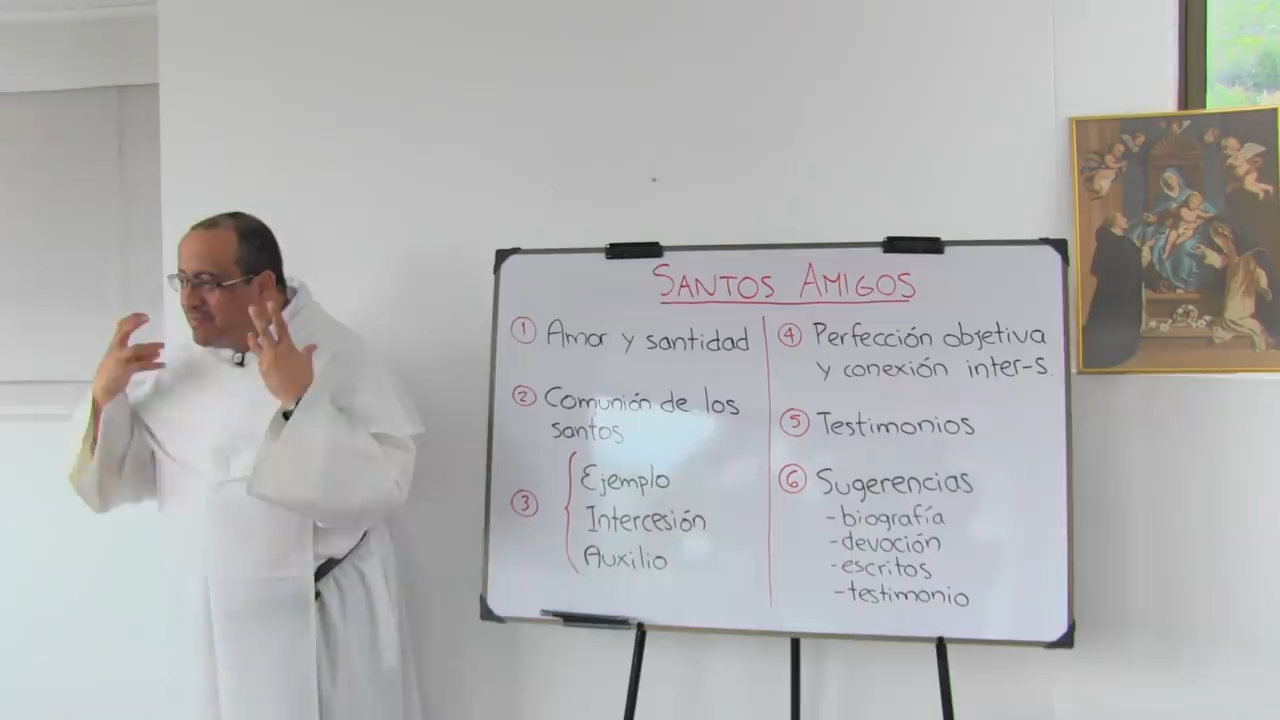 SANTOS AMIGOS
1 Amor y santidad
2 Comunión de los
santos
3
Ejemplo
Intercesión
Auxilio
4 Perfección objetiva
y conexión inter-s.
5 Testimonios
6 Sugerencias
-biografía
-devoción
-escritos
-testimonio